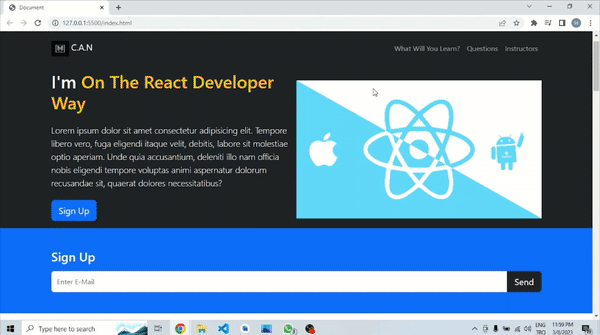 Document
127.0.0.1:5500/index.html
C.A.N
What Will You Learn? Questions Instructors
I'm On The React Developer
Way
Lorem ipsum dolor sit amet consectetur adipisicing elit. Tempore
libero vero, fuga eligendi itaque velit, debitis, labore sit molestiae
optio aperiam. Unde quia accusantium, deleniti illo nam officia
nobis eligendi tempore voluptas animi aspernatur dolorum
recusandae sit, quaerat dolores necessitatibus?
Sign Up
Sign Up
Enter E-Mail
Send
Type here to search
ENG
TRQ
11:59 PM
3/8/2023